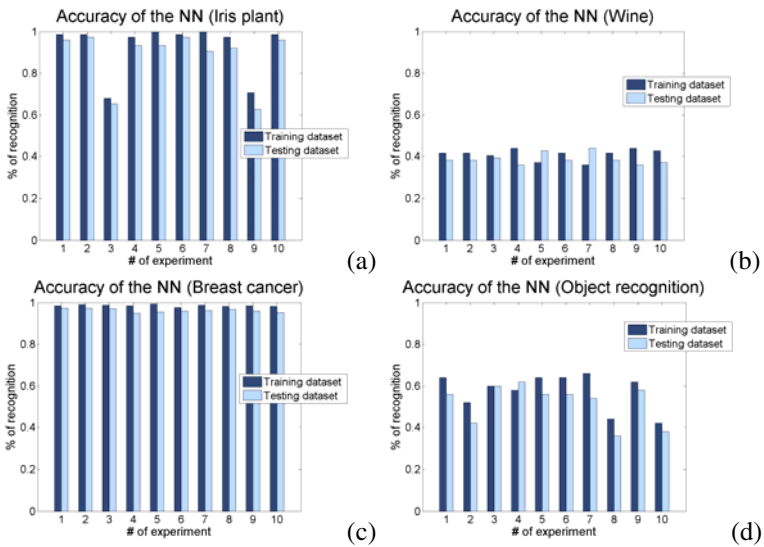 Accuracy of the NN (Iris plant)
1
0.8
0.6
0.4
0.2
0
% of recognition
Training dataset
Testing dataset
1 2 3 4 5 6 7 8 9 10
# of experiment
(a)
Accuracy of the NN (Wine)
1
0.8
0.6
0.4
0.2
0
% of recognition
Training dataset
Testing dataset
1 2 3 4 5 6 7 8 9 10
# of experiment
(b)
Accuracy of the NN (Breast cancer)
1
0.8
0.6
0.4
0.2
0
% of recognition
Training dataset
Testing dataset
1 2 3 4 5 6 7 8 9 10
# of experiment
(c)
Accuracy of the NN (Object recognition)
1
0.8
0.6
0.4
0.2
0
% of recognition
Training dataset
Testing dataset
1 2 3 4 5 6 7 8 9 10
# of experiment
(d)